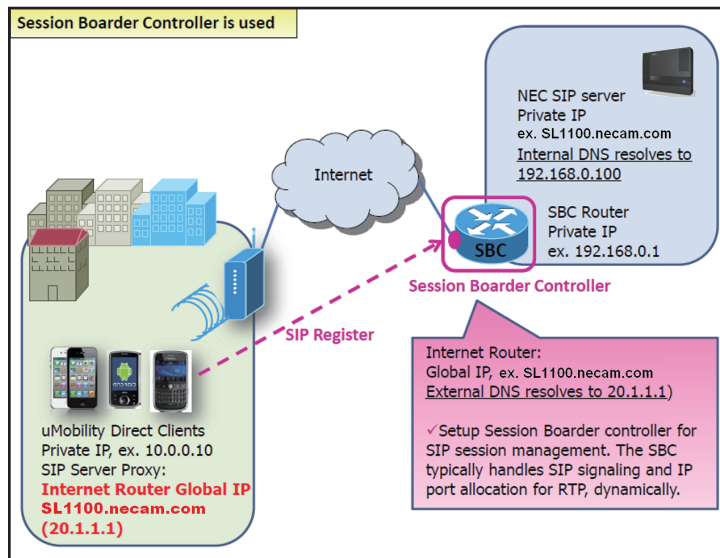 Session Boarder Controller is used
NEC SIP server
Private IP
ex. SL1100.necam.com
Internal DNS resolves to
192.168.0.100
Internet
SBC Router
Private IP
ex. 192.168.0.1
SBC
Session Boarder Controller
SIP Register
Internet Router:
Global IP, ex. SL1100.necam.com
External DNS resolves to 20.1.1.1)
✓Setup Session Boarder controller for
SIP session management. The SBC
typically handles SIP signaling and IP
port allocation for RTP, dynamically.
uMobility Direct Clients
Private IP, ex. 10.0.0.10
SIP Server Proxy:
Internet Router Global IP
SL1100.necam.com
(20.1.1.1)